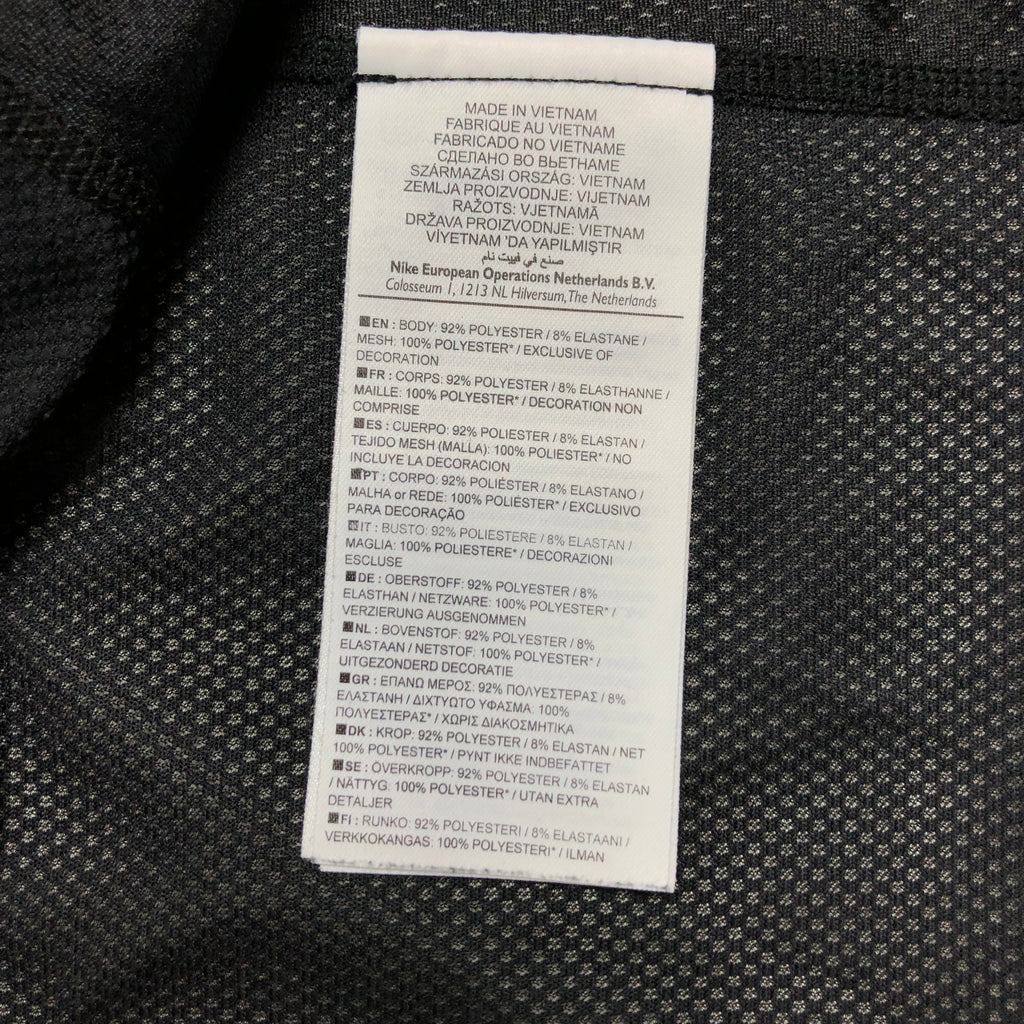 MADE IN VIETNAM
FABRIQUE AU VIETNAM
FABRICADO NO VIETNAME
СДЕЛАНО ВО ВЬЕТНАМЕ
SZÁRMAZÁSI ORSZÁG: VIETNAM
ZEMLJA PROIZVODNJE: VIJETNAM
RAŽOTS: VJETNAMĀ
DRŽAVA PROIZVODNJE: VIETNAM
VİYETNAM 'DA YAPILMIŞTIR
صنع في فييت نام
Nike European Operations Netherlands B.V.
Colosseum 1, 1213 NL Hilversum, The Netherlands
EN : BODY: 92% POLYESTER / 8% ELASTANE /
MESH: 100% POLYESTER* / EXCLUSIVE OF
DECORATION
FR : CORPS: 92% POLYESTER / 8% ELASTHANNE /
MAILLE: 100% POLYESTER* / DECORATION NON
COMPRISE
ES : CUERPO: 92% POLIESTER / 8% ELASTAN /
TEJIDO MESH (MALLA): 100% POLIESTER* / NO
INCLUYE LA DECORACION
PT : CORPO: 92% POLIÉSTER / 8% ELASTANO /
MALHA or REDE: 100% POLIÉSTER* / EXCLUSIVO
PARA DECORAÇÃO
IT : BUSTO: 92% POLIESTERE / 8% ELASTAN /
MAGLIA: 100% POLIESTERE* / DECORAZIONI
ESCLUSE
DE : OBERSTOFF: 92% POLYESTER / 8%
ELASTHAN / NETZWARE: 100% POLYESTER* /
VERZIERUNG AUSGENOMMEN
NL : BOVENSTOF: 92% POLYESTER / 8%
ELASTAAN / NETSTOF: 100% POLYESTER* /
UITGEZONDERD DECORATIE
GR : ΕΠΑΝΩ ΜΕΡΟΣ: 92% ΠΟΛΥΕΣΤΕΡΑΣ / 8%
ΕΛΑΣΤΑΝΗ / ΔΙΧΤΥΩΤΟ ΥΦΑΣΜΑ: 100%
ΠΟΛΥΕΣΤΕΡΑΣ* / ΧΩΡΙΣ ΔΙΑΚΟΣΜΗΤΙΚΑ
DK : KROP: 92% POLYESTER / 8% ELASTAN / NET
100% POLYESTER* / PYNT IKKE INDBEFATTET
SE : ÖVERKROPP: 92% POLYESTER / 8% ELASTAN
/ NÄTTYG: 100% POLYESTER* / UTAN EXTRA
DETALJER
FI : RUNKO: 92% POLYESTERI / 8% ELASTAANI /
VERKKOKANGAS: 100% POLYESTERI* / ILMAN